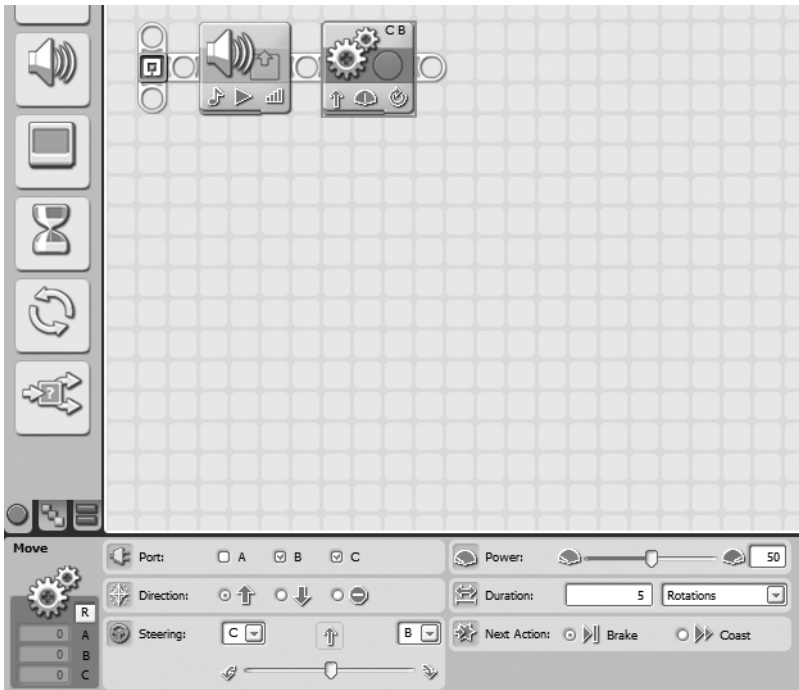 C B
Move
R
0 A
0 B
0 C
Port: A B C
Direction:
Steering: C B
Power: 50
Duration: 5 Rotations
Next Action: Brake Coast